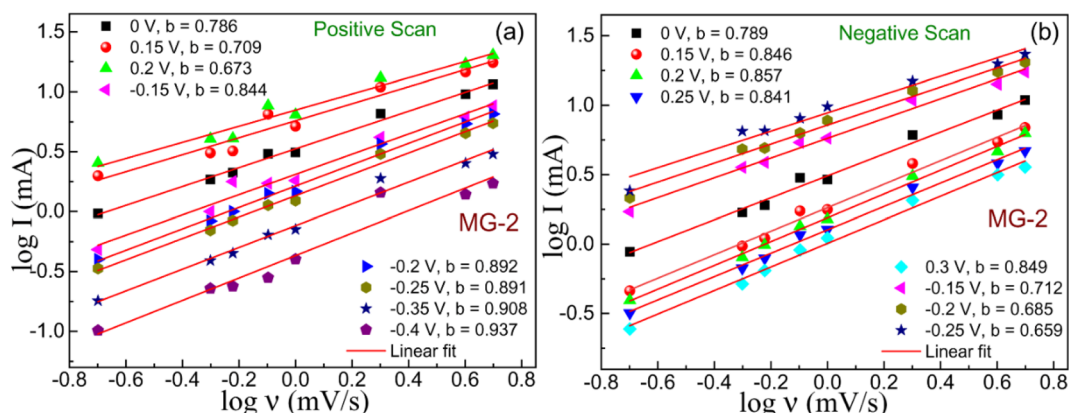 (a)
Positive Scan
0 V, b = 0.786
0.15 V, b = 0.709
0.2 V, b = 0.673
-0.15 V, b = 0.844
MG-2
-0.2 V, b = 0.892
-0.25 V, b = 0.891
-0.35 V, b = 0.908
-0.4 V, b = 0.937
Linear fit
log I (mA)
1.5
1.0
0.5
0.0
-0.5
-1.0
-0.8 -0.6 -0.4 -0.2 0.0 0.2 0.4 0.6 0.8
log ν (mV/s)
(b)
Negative Scan
0 V, b = 0.789
0.15 V, b = 0.846
0.2 V, b = 0.857
0.25 V, b = 0.841
MG-2
0.3 V, b = 0.849
-0.15 V, b = 0.712
-0.2 V, b = 0.685
-0.25 V, b = 0.659
Linear fit
log I (mA)
1.5
1.0
0.5
0.0
-0.5
-0.8 -0.6 -0.4 -0.2 0.0 0.2 0.4 0.6 0.8
log ν (mV/s)